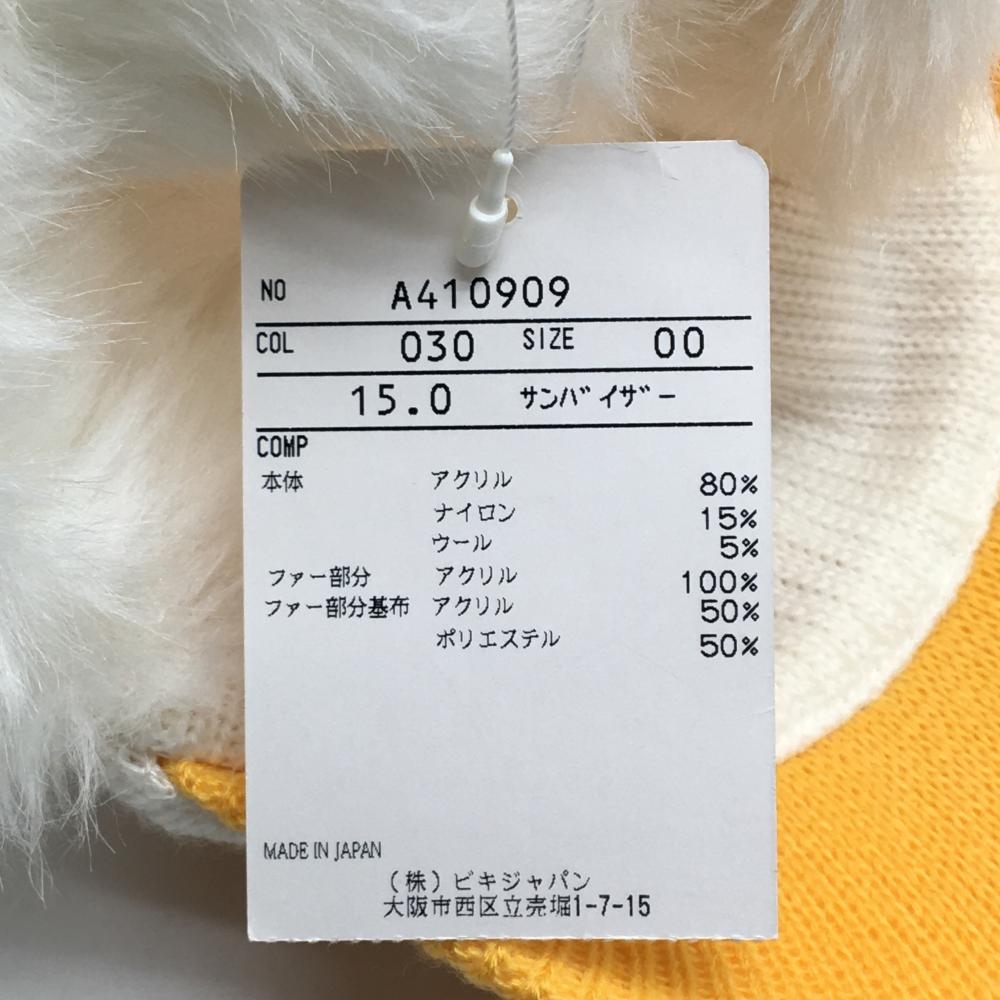 NO A410909
COL 030 SIZE 00
15.0 サンバイザー
COMP
本体 アクリル 80%
ナイロン 15%
ウール 5%
ファー部分 アクリル 100%
ファー部分基布 アクリル 50%
ポリエステル 50%
MADE IN JAPAN
(株)ビキジャパン
大阪市西区立売堀1-7-15